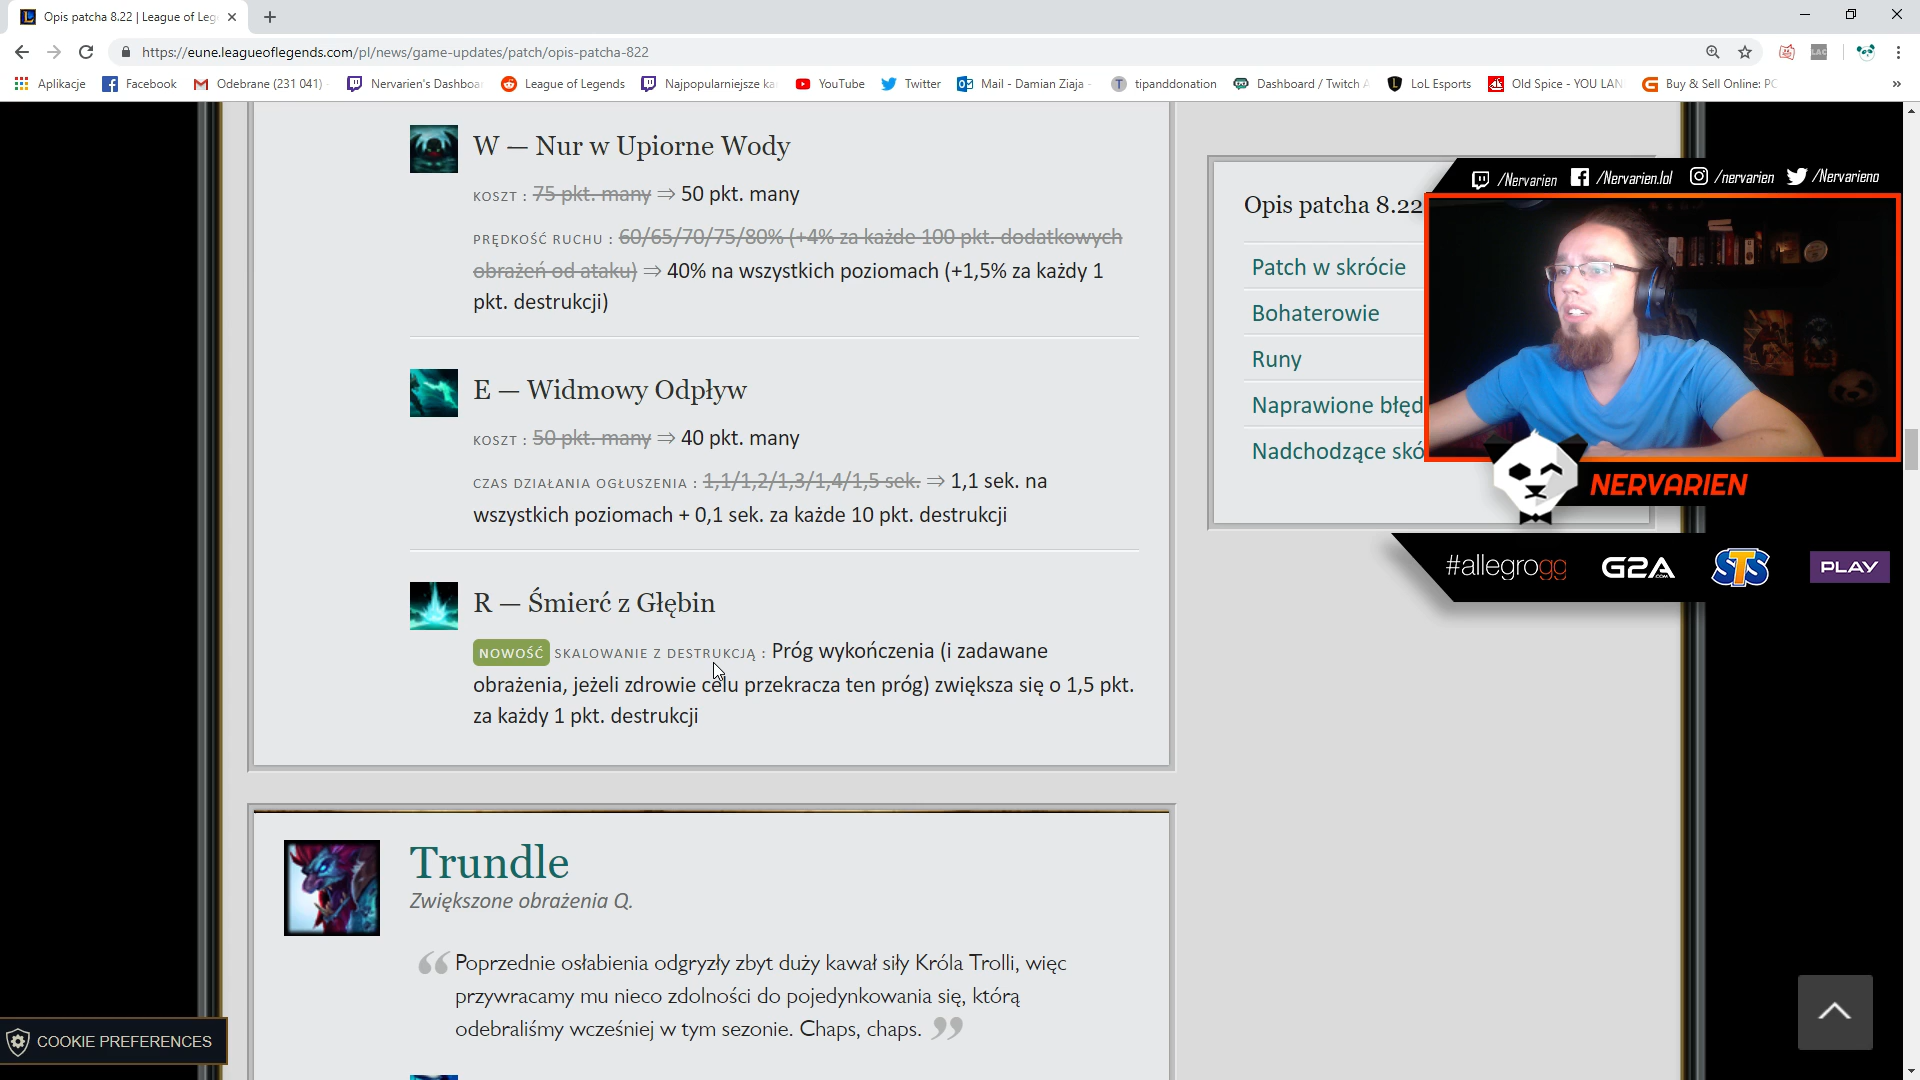 Opis patcha 8.22 | League of Leg
https://eune.leagueoflegends.com/pl/news/game-updates/patch/opis-patcha-822
Aplikacje Facebook Odebrane (231 041) Nervarien's Dashboa League of Legends Najpopularniejsze ka YouTube Twitter Mail - Damian Ziaja - tipanddonation Dashboard / Twitch A LoL Esports Old Spice - YOU LAN Buy & Sell Online: PC »
W — Nur w Upiorne Wody
KOSZT : 75 pkt. many ⇒ 50 pkt. many
PRĘDKOŚĆ RUCHU : 60/65/70/75/80% (+4% za każde 100 pkt. dodatkowych
obrażeń od ataku) ⇒ 40% na wszystkich poziomach (+1,5% za każdy 1
pkt. destrukcji)
E — Widmowy Odpływ
KOSZT : 50 pkt. many ⇒ 40 pkt. many
CZAS DZIAŁANIA OGŁUSZENIA : 1,1/1,2/1,3/1,4/1,5 sek. ⇒ 1,1 sek. na
wszystkich poziomach + 0,1 sek. za każde 10 pkt. destrukcji
R — Śmierć z Głębin
NOWOŚĆ SKALOWANIE Z DESTRUKCJĄ : Próg wykończenia (i zadawane
obrażenia, jeżeli zdrowie celu przekracza ten próg) zwiększa się o 1,5 pkt.
za każdy 1 pkt. destrukcji
Trundle
Zwiększone obrażenia Q.
“ Poprzednie osłabienia odgryzły zbyt duży kawał siły Króla Trolli, więc
przywracamy mu nieco zdolności do pojedynkowania się, którą
odebraliśmy wcześniej w tym sezonie. Chaps, chaps. ”
COOKIE PREFERENCES
Opis patcha 8.22
Patch w skrócie
Bohaterowie
Runy
Naprawione błęd
Nadchodzące skó
/Nervarien /Nervarien.lol /nervarien /Nervarieno
NERVARIEN
#allegrogg G2A.COM STS PLAY